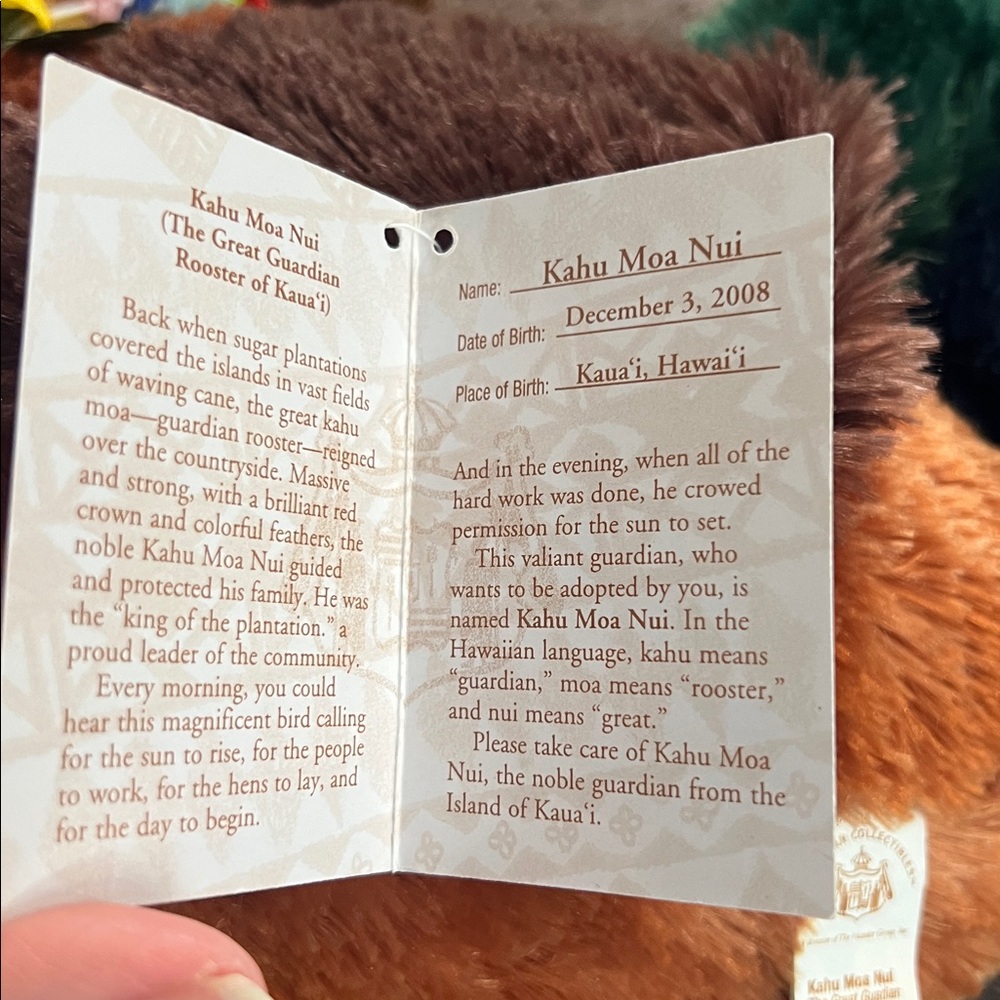 Kahu Moa Nui
(The Great Guardian
Rooster of Kauaʻi)
Back when sugar plantations
covered the islands in vast fields
of waving cane, the great kahu
moa—guardian rooster—reigned
over the countryside. Massive
and strong, with a brilliant red
crown and colorful feathers, the
noble Kahu Moa Nui guided
and protected his family. He was
the “king of the plantation.” a
proud leader of the community.
Every morning, you could
hear this magnificent bird calling
for the sun to rise, for the people
to work, for the hens to lay, and
for the day to begin.
Name: Kahu Moa Nui
Date of Birth: December 3, 2008
Place of Birth: Kauaʻi, Hawaiʻi
And in the evening, when all of the
hard work was done, he crowed
permission for the sun to set.
This valiant guardian, who
wants to be adopted by you, is
named Kahu Moa Nui. In the
Hawaiian language, kahu means
“guardian,” moa means “rooster,”
and nui means “great.”
Please take care of Kahu Moa
Nui, the noble guardian from the
Island of Kauaʻi.
COLLECTIBLES
Kahu Moa Nui
Great Guardian